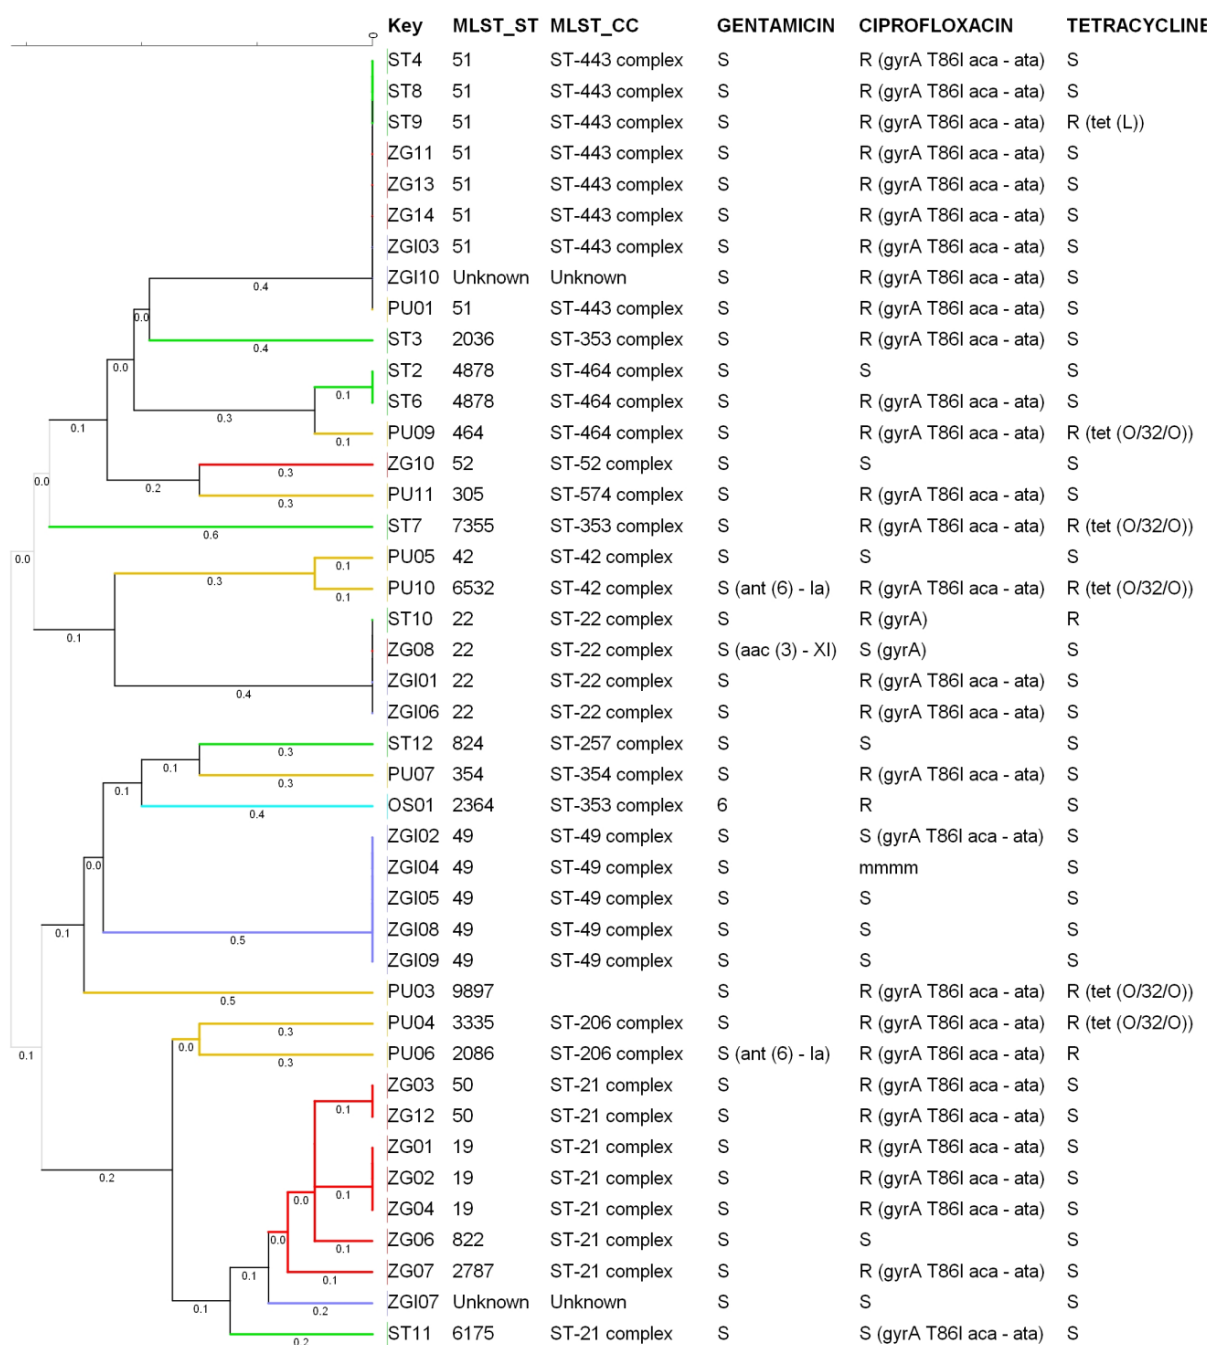 Key MLST_ST MLST_CC GENTAMICIN CIPROFLOXACIN TETRACYCLINE
0
ST4 51 ST-443 complex S R (gyrA T86I aca - ata) S
ST8 51 ST-443 complex S R (gyrA T86I aca - ata) S
ST9 51 ST-443 complex S R (gyrA T86I aca - ata) R (tet (L))
ZG11 51 ST-443 complex S R (gyrA T86I aca - ata) S
ZG13 51 ST-443 complex S R (gyrA T86I aca - ata) S
ZG14 51 ST-443 complex S R (gyrA T86I aca - ata) S
ZGI03 51 ST-443 complex S R (gyrA T86I aca - ata) S
0.4 ZGI10 Unknown Unknown S R (gyrA T86I aca - ata) S
0.0 PU01 51 ST-443 complex S R (gyrA T86I aca - ata) S
0.4 ST3 2036 ST-353 complex S R (gyrA T86I aca - ata) S
0.0 ST2 4878 ST-464 complex S S S
0.1 ST6 4878 ST-464 complex S R (gyrA T86I aca - ata) S
0.1 0.3 0.1 PU09 464 ST-464 complex S R (gyrA T86I aca - ata) R (tet (O/32/O))
0.3 ZG10 52 ST-52 complex S S S
0.0 0.2 0.3 PU11 305 ST-574 complex S R (gyrA T86I aca - ata) S
0.6 ST7 7355 ST-353 complex S R (gyrA T86I aca - ata) R (tet (O/32/O))
0.0 0.1 PU05 42 ST-42 complex S S S
0.3 0.1 PU10 6532 ST-42 complex S (ant (6) - Ia) R (gyrA T86I aca - ata) R (tet (O/32/O))
ST10 22 ST-22 complex S R (gyrA) R
0.1 ZG08 22 ST-22 complex S (aac (3) - XI) S (gyrA) S
0.4 ZGI01 22 ST-22 complex S R (gyrA T86I aca - ata) S
ZGI06 22 ST-22 complex S R (gyrA T86I aca - ata) S
0.3 ST12 824 ST-257 complex S S S
0.1 0.1 0.3 PU07 354 ST-354 complex S R (gyrA T86I aca - ata) S
0.4 OS01 2364 ST-353 complex 6 R S
ZGI02 49 ST-49 complex S S (gyrA T86I aca - ata) S
0.0 ZGI04 49 ST-49 complex S mmmm S
ZGI05 49 ST-49 complex S S S
0.1 0.5 ZGI08 49 ST-49 complex S S S
ZGI09 49 ST-49 complex S S S
0.5 PU03 9897 S R (gyrA T86I aca - ata) R (tet (O/32/O))
0.3 PU04 3335 ST-206 complex S R (gyrA T86I aca - ata) R (tet (O/32/O))
0.1 0.0 0.3 PU06 2086 ST-206 complex S (ant (6) - Ia) R (gyrA T86I aca - ata) R
ZG03 50 ST-21 complex S R (gyrA T86I aca - ata) S
0.1 ZG12 50 ST-21 complex S R (gyrA T86I aca - ata) S
ZG01 19 ST-21 complex S R (gyrA T86I aca - ata) S
0.2 0.1 ZG02 19 ST-21 complex S R (gyrA T86I aca - ata) S
0.0 ZG04 19 ST-21 complex S R (gyrA T86I aca - ata) S
0.0 0.1 ZG06 822 ST-21 complex S S S
0.1 0.1 ZG07 2787 ST-21 complex S R (gyrA T86I aca - ata) S
0.1 0.2 ZGI07 Unknown Unknown S S S
0.2 ST11 6175 ST-21 complex S S (gyrA T86I aca - ata) S